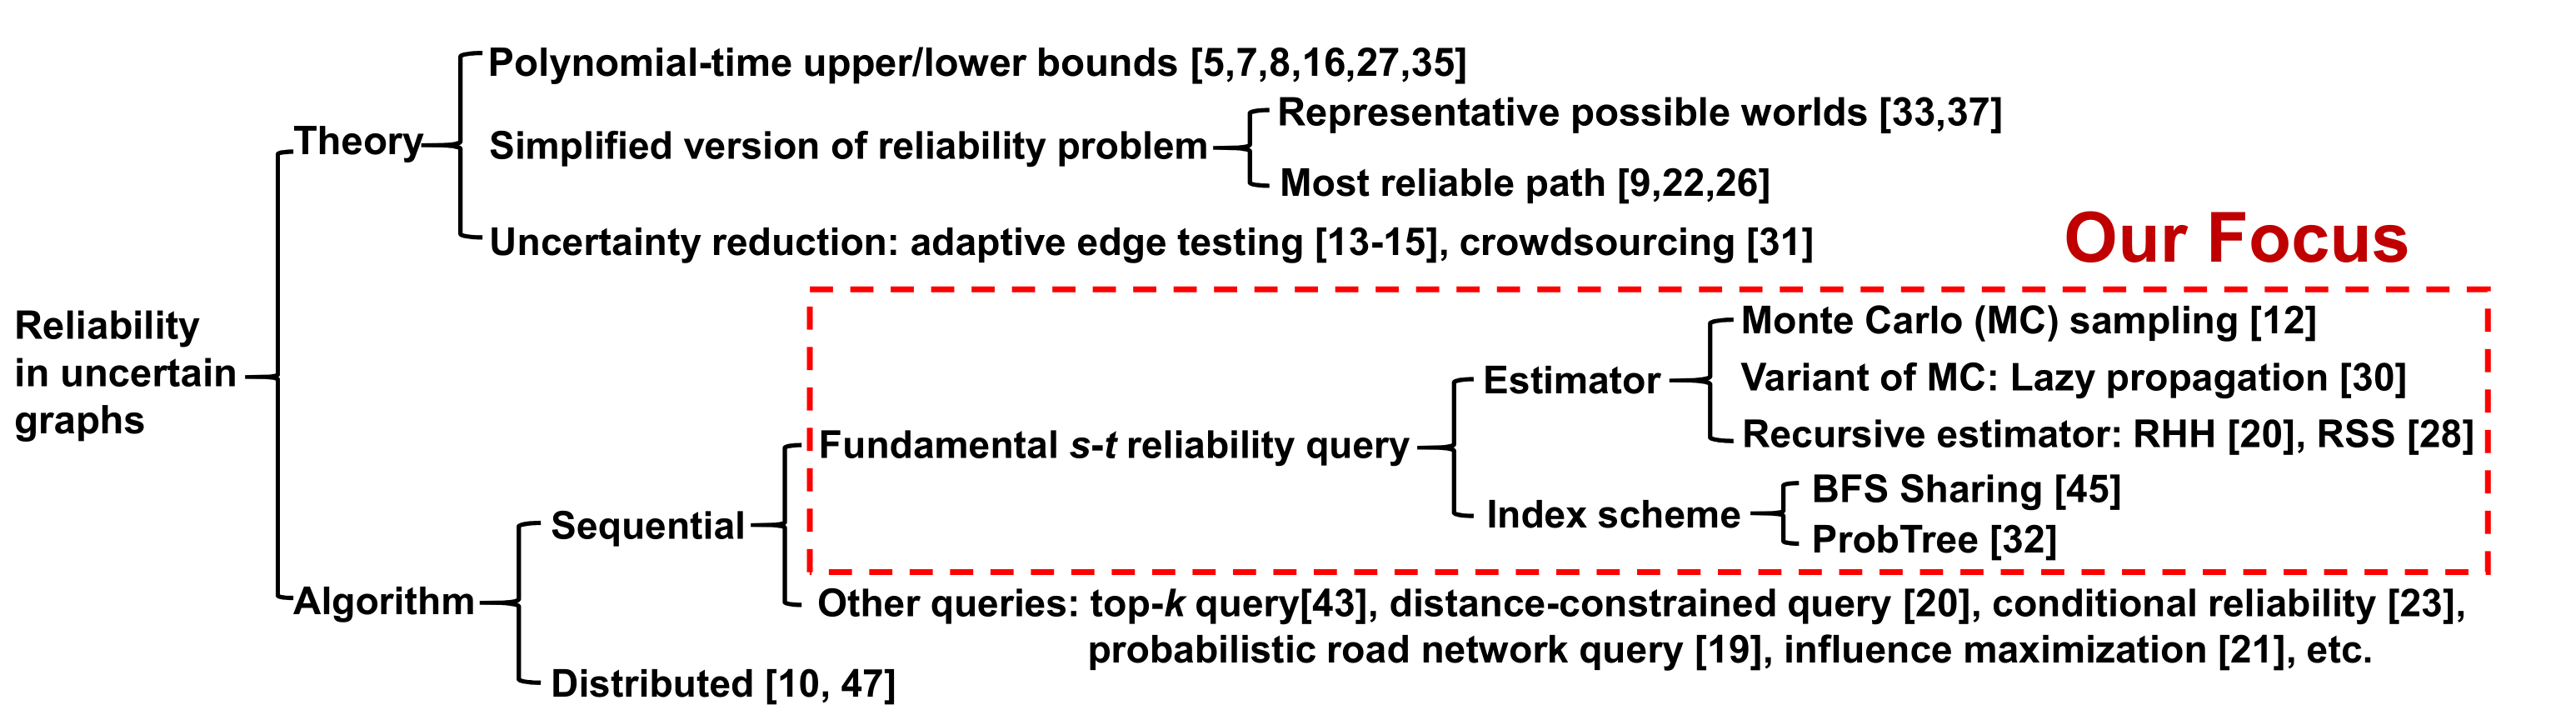 Polynomial-time upper/lower bounds [5,7,8,16,27,35]
Representative possible worlds [33,37]
Theory
Simplified version of reliability problem
Most reliable path [9,22,26]
Uncertainty reduction: adaptive edge testing [13-15], crowdsourcing [31]
Our Focus
Reliability
in uncertain
graphs
Monte Carlo (MC) sampling [12]
Estimator
Variant of MC: Lazy propagation [30]
Recursive estimator: RHH [20], RSS [28]
Fundamental s-t reliability query
BFS Sharing [45]
Index scheme
ProbTree [32]
Sequential
Algorithm
Other queries: top-k query[43], distance-constrained query [20], conditional reliability [23],
probabilistic road network query [19], influence maximization [21], etc.
Distributed [10, 47]